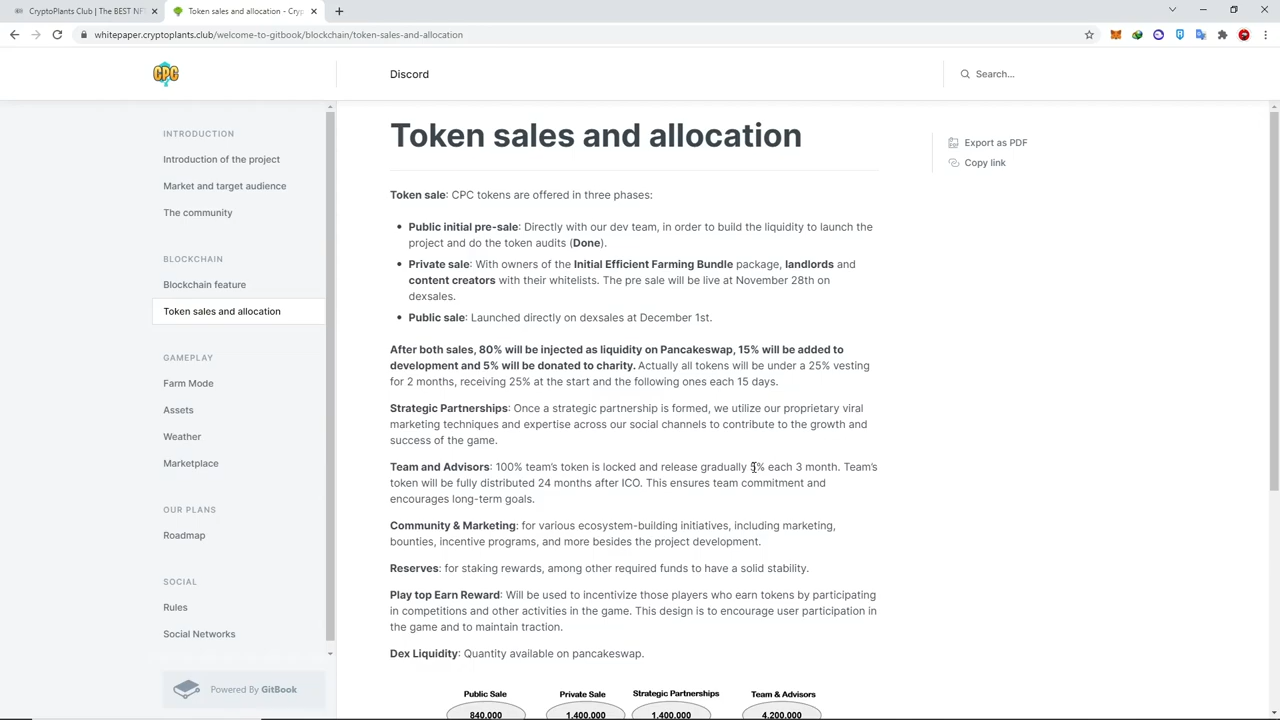 CryptoPlants Club | The BEST NF
Token sales and allocation - Cryp
whitepaper.cryptoplants.club/welcome-to-gitbook/blockchain/token-sales-and-allocation
CPC
Discord
Search...
INTRODUCTION
Introduction of the project
Market and target audience
The community
BLOCKCHAIN
Blockchain feature
Token sales and allocation
GAMEPLAY
Farm Mode
Assets
Weather
Marketplace
OUR PLANS
Roadmap
SOCIAL
Rules
Social Networks
Powered By GitBook
Token sales and allocation
Export as PDF
Copy link
Token sale: CPC tokens are offered in three phases:
• Public initial pre-sale: Directly with our dev team, in order to build the liquidity to launch the
project and do the token audits (Done).
• Private sale: With owners of the Initial Efficient Farming Bundle package, landlords and
content creators with their whitelists. The pre sale will be live at November 28th on
dexsales.
• Public sale: Launched directly on dexsales at December 1st.
After both sales, 80% will be injected as liquidity on Pancakeswap, 15% will be added to
development and 5% will be donated to charity. Actually all tokens will be under a 25% vesting
for 2 months, receiving 25% at the start and the following ones each 15 days.
Strategic Partnerships: Once a strategic partnership is formed, we utilize our proprietary viral
marketing techniques and expertise across our social channels to contribute to the growth and
success of the game.
Team and Advisors: 100% team's token is locked and release gradually 5% each 3 month. Team's
token will be fully distributed 24 months after ICO. This ensures team commitment and
encourages long-term goals.
Community & Marketing: for various ecosystem-building initiatives, including marketing,
bounties, incentive programs, and more besides the project development.
Reserves: for staking rewards, among other required funds to have a solid stability.
Play top Earn Reward: Will be used to incentivize those players who earn tokens by participating
in competitions and other activities in the game. This design is to encourage user participation in
the game and to maintain traction.
Dex Liquidity: Quantity available on pancakeswap.
Public Sale Private Sale Strategic Partnerships Team & Advisors
840,000 1,400,000 1,400,000 4,200,000